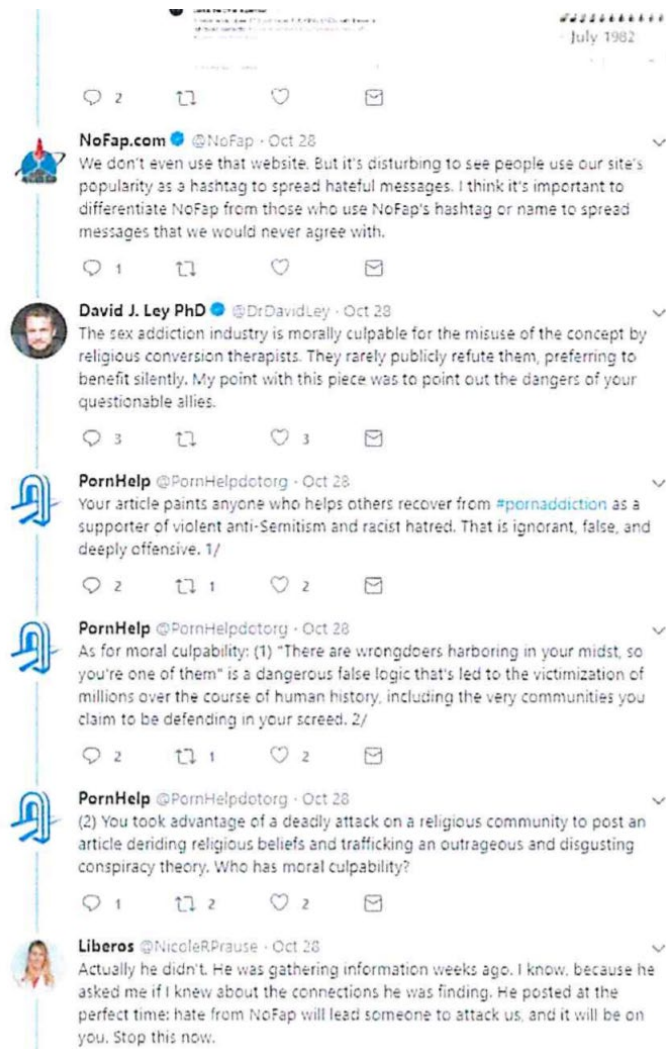 July 1982
2
NoFap.com @NoFap · Oct 28
We don't even use that website. But it's disturbing to see people use our site's
popularity as a hashtag to spread hateful messages. I think it's important to
differentiate NoFap from those who use NoFap's hashtag or name to spread
messages that we would never agree with.
1
David J. Ley PhD @DrDavidLey · Oct 28
The sex addiction industry is morally culpable for the misuse of the concept by
religious conversion therapists. They rarely publicly refute them, preferring to
benefit silently. My point with this piece was to point out the dangers of your
questionable allies.
3 3
PornHelp @PornHelpdotorg · Oct 28
Your article paints anyone who helps others recover from #pornaddiction as a
supporter of violent anti-Semitism and racist hatred. That is ignorant, false, and
deeply offensive. 1/
2 1 2
PornHelp @PornHelpdotorg · Oct 28
As for moral culpability: (1) "There are wrongdoers harboring in your midst, so
you're one of them" is a dangerous false logic that's led to the victimization of
millions over the course of human history, including the very communities you
claim to be defending in your screed. 2/
2 1 2
PornHelp @PornHelpdotorg · Oct 28
(2) You took advantage of a deadly attack on a religious community to post an
article deriding religious beliefs and trafficking an outrageous and disgusting
conspiracy theory. Who has moral culpability?
1 2 2
Liberos @NicoleRPrause · Oct 28
Actually he didn't. He was gathering information weeks ago. I know, because he
asked me if I knew about the connections he was finding. He posted at the
perfect time: hate from NoFap will lead someone to attack us, and it will be on
you. Stop this now.